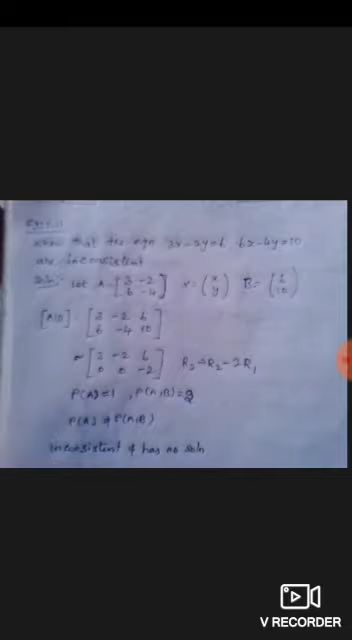 Show that the eqn 3x-2y=6 6x-4y=10
are inconsistent
Soln:- Let A=[3 -2 6 -4] x=(x y) B=(6 10)
[A|B] = [3 -2 6
6 -4 10]
~[3 -2 6
0 0 -2] R2→R2-2R1
ρ(A)=1, ρ(A,B)=2
ρ(A)≠ρ(A,B)
inconsistent & has no soln
V RECORDER